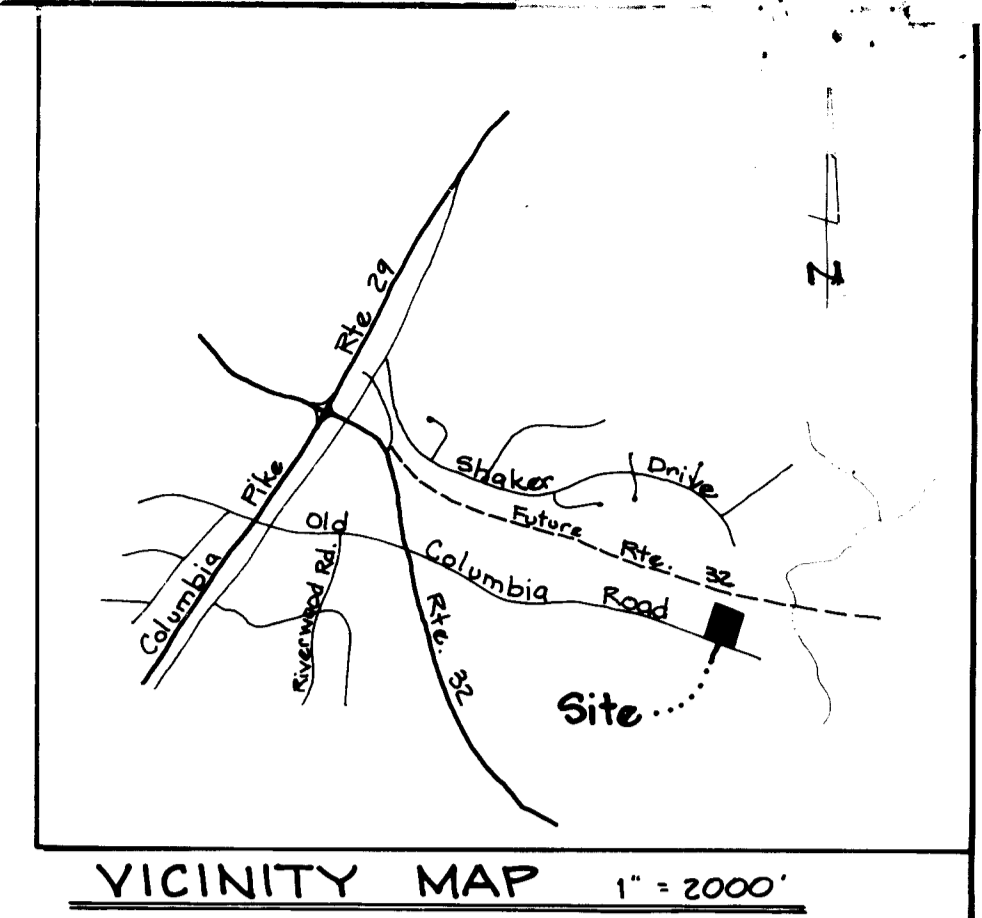 N
Rte 29
Columbia Pike
Shaker Drive
Old Columbia Road
Future Rte. 32
Riverwood Rd.
Rte. 32
Site
VICINITY MAP 1" = 2000'